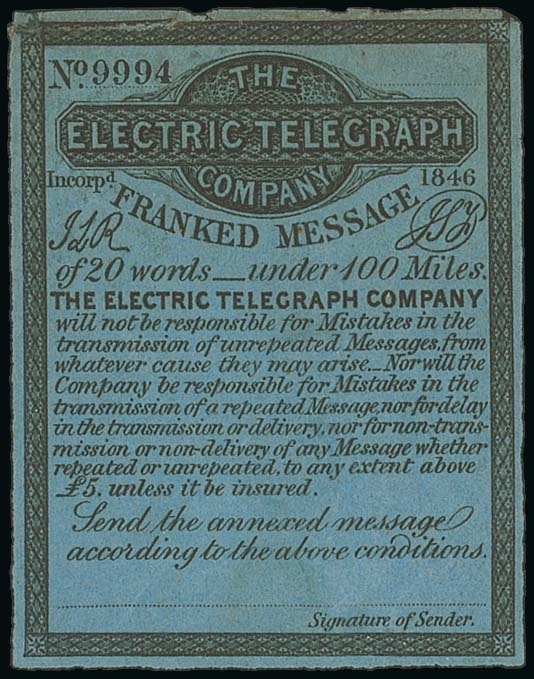 No. 9994
THE
ELECTRIC TELEGRAPH
COMPANY
Incorpd. 1846
FRANKED MESSAGE
of 20 words — under 100 Miles.
THE ELECTRIC TELEGRAPH COMPANY
will not be responsible for Mistakes in the
transmission of unrepeated Messages, from
whatever cause they may arise. — Nor will the
Company be responsible for Mistakes in the
transmission of a repeated Message, nor for delay
in the transmission or delivery, nor for non-trans-
mission or non-delivery of any Message whether
repeated or unrepeated, to any extent above
£5. unless it be insured.
Send the annexed message
according to the above conditions.
Signature of Sender.